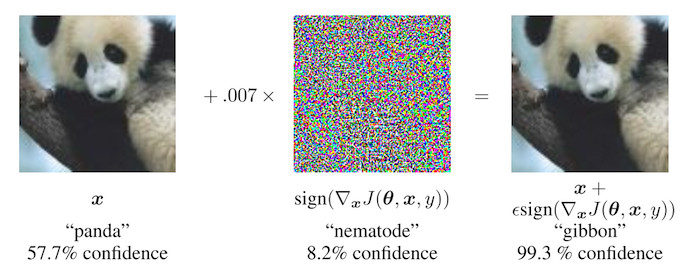 + .007 ×
=
x
sign(∇ₓJ(θ, x, y))
x +
ϵsign(∇ₓJ(θ, x, y))
“panda”
“nematode”
“gibbon”
57.7% confidence
8.2% confidence
99.3 % confidence